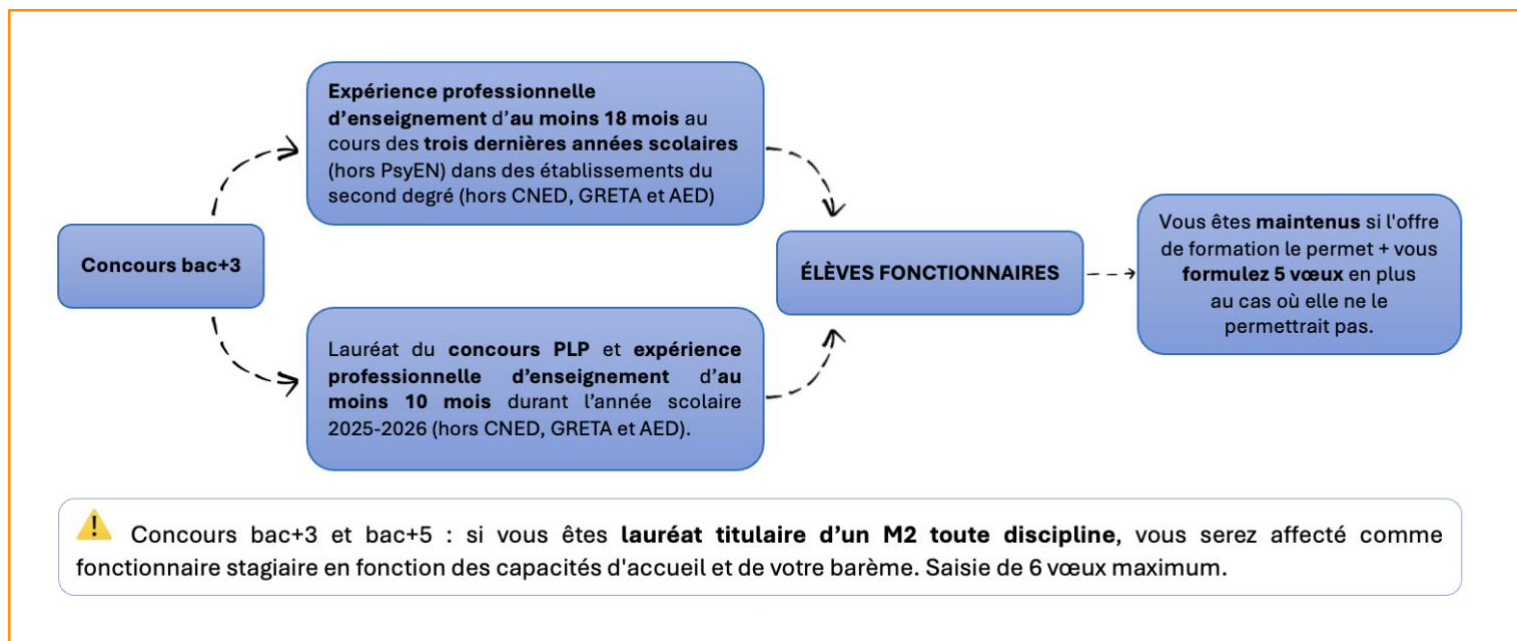 Expérience professionnelle
d’enseignement d’au moins 18 mois au
cours des trois dernières années scolaires
(hors PsyEN) dans des établissements du
second degré (hors CNED, GRETA et AED)
Concours bac+3
Lauréat du concours PLP et expérience
professionnelle d’enseignement d’au
moins 10 mois durant l’année scolaire
2025-2026 (hors CNED, GRETA et AED).
ÉLÈVES FONCTIONNAIRES
Vous êtes maintenus si l'offre
de formation le permet + vous
formulez 5 vœux en plus
au cas où elle ne le
permettrait pas.
Concours bac+3 et bac+5 : si vous êtes lauréat titulaire d’un M2 toute discipline, vous serez affecté comme
fonctionnaire stagiaire en fonction des capacités d'accueil et de votre barème. Saisie de 6 vœux maximum.